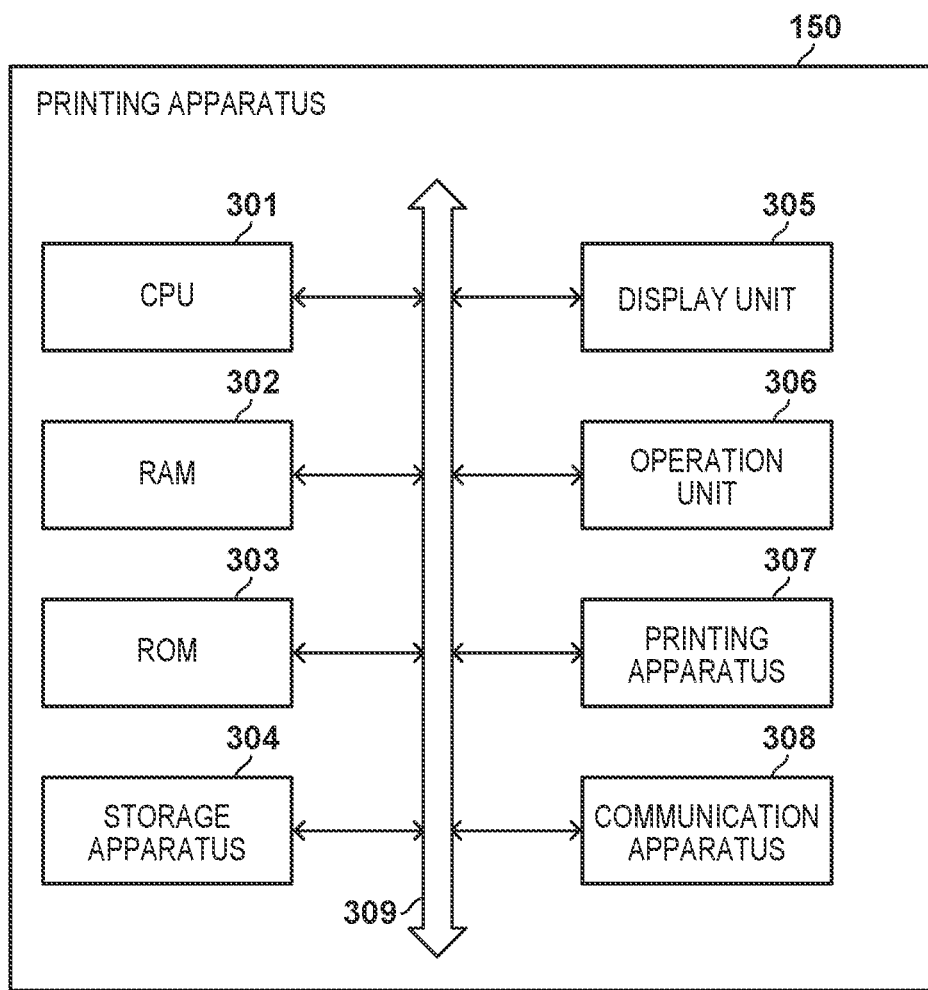 150
PRINTING APPARATUS
301
CPU
305
DISPLAY UNIT
302
RAM
306
OPERATION
UNIT
303
ROM
307
PRINTING
APPARATUS
304
STORAGE
APPARATUS
308
COMMUNICATION
APPARATUS
309